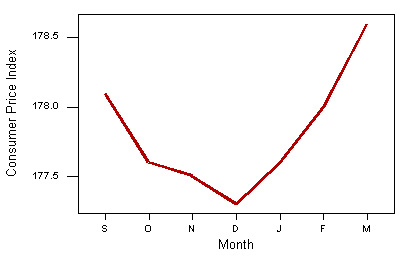 Consumer Price Index
178.5
178.0
177.5
S O N D J F M
Month